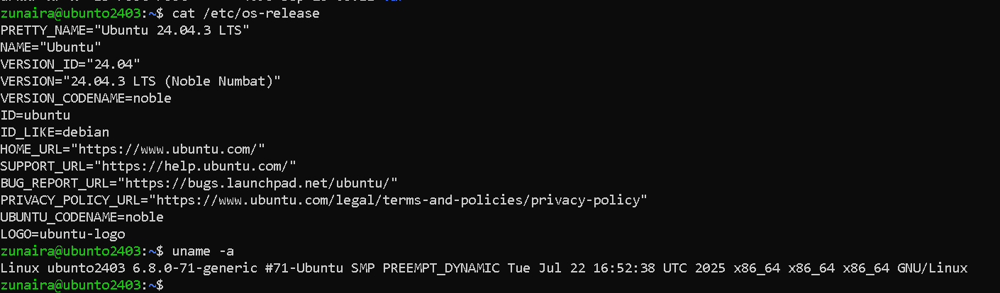 zunaira@ubunto2403:~$ cat /etc/os-release
PRETTY_NAME="Ubuntu 24.04.3 LTS"
NAME="Ubuntu"
VERSION_ID="24.04"
VERSION="24.04.3 LTS (Noble Numbat)"
VERSION_CODENAME=noble
ID=ubuntu
ID_LIKE=debian
HOME_URL="https://www.ubuntu.com/"
SUPPORT_URL="https://help.ubuntu.com/"
BUG_REPORT_URL="https://bugs.launchpad.net/ubuntu/"
PRIVACY_POLICY_URL="https://www.ubuntu.com/legal/terms-and-policies/privacy-policy"
UBUNTU_CODENAME=noble
LOGO=ubuntu-logo
zunaira@ubunto2403:~$ uname -a
Linux ubunto2403 6.8.0-71-generic #71-Ubuntu SMP PREEMPT_DYNAMIC Tue Jul 22 16:52:38 UTC 2025 x86_64 x86_64 x86_64 GNU/Linux
zunaira@ubunto2403:~$